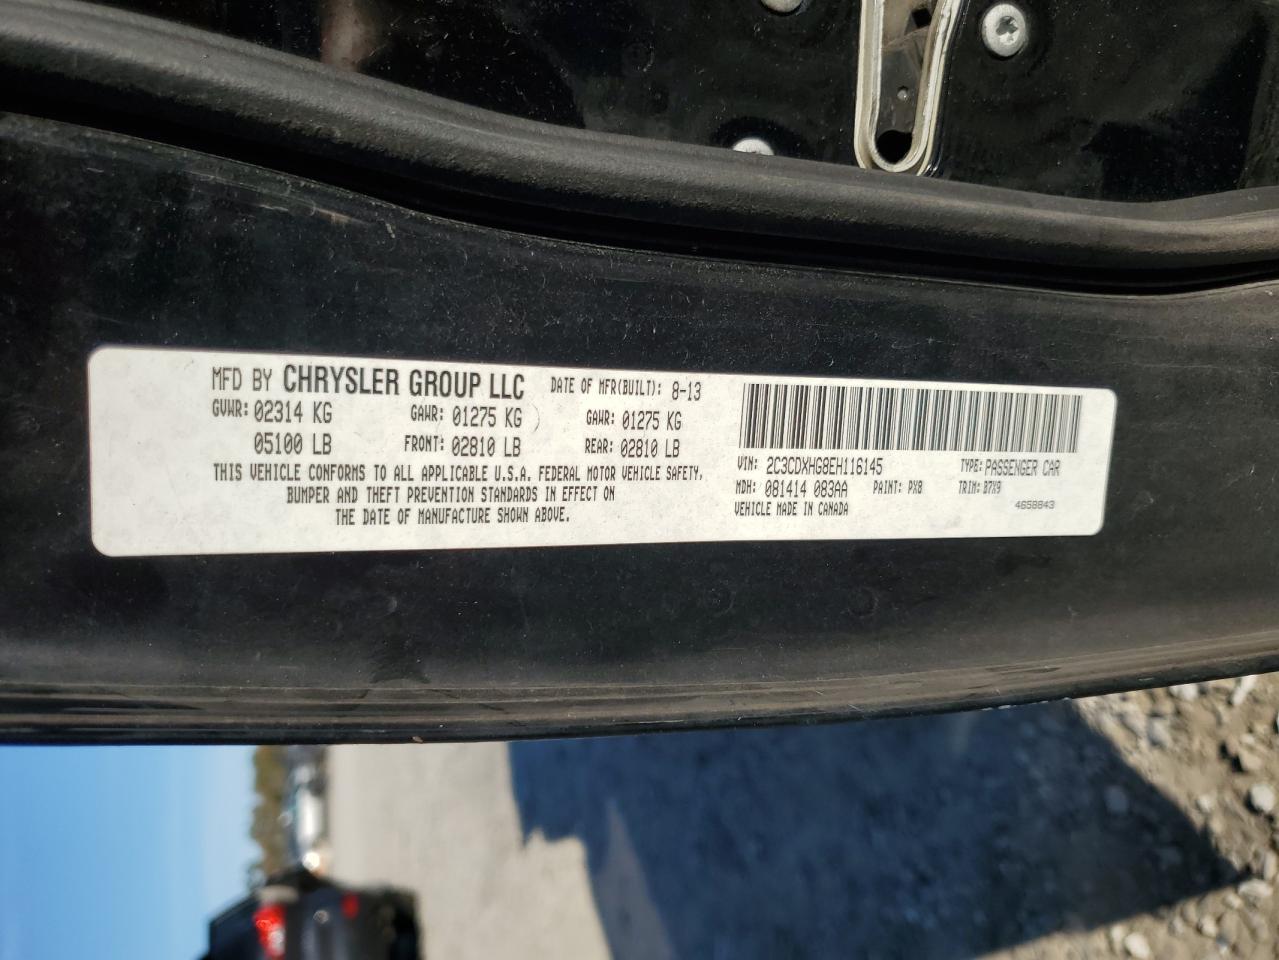 MFD BY CHRYSLER GROUP LLC DATE OF MFR(BUILT): 8-13
GVWR: 02314 KG GAWR: 01275 KG GAWR: 01275 KG
05100 LB FRONT: 02810 LB REAR: 02810 LB
THIS VEHICLE CONFORMS TO ALL APPLICABLE U.S.A. FEDERAL MOTOR VEHICLE SAFETY,
BUMPER AND THEFT PREVENTION STANDARDS IN EFFECT ON
THE DATE OF MANUFACTURE SHOWN ABOVE.
VIN: 2C3CDXHG8EH116145 TYPE: PASSENGER CAR
MDH: 081414 083AA PAINT: PX8 TRIM: B7X9
VEHICLE MADE IN CANADA 4658843